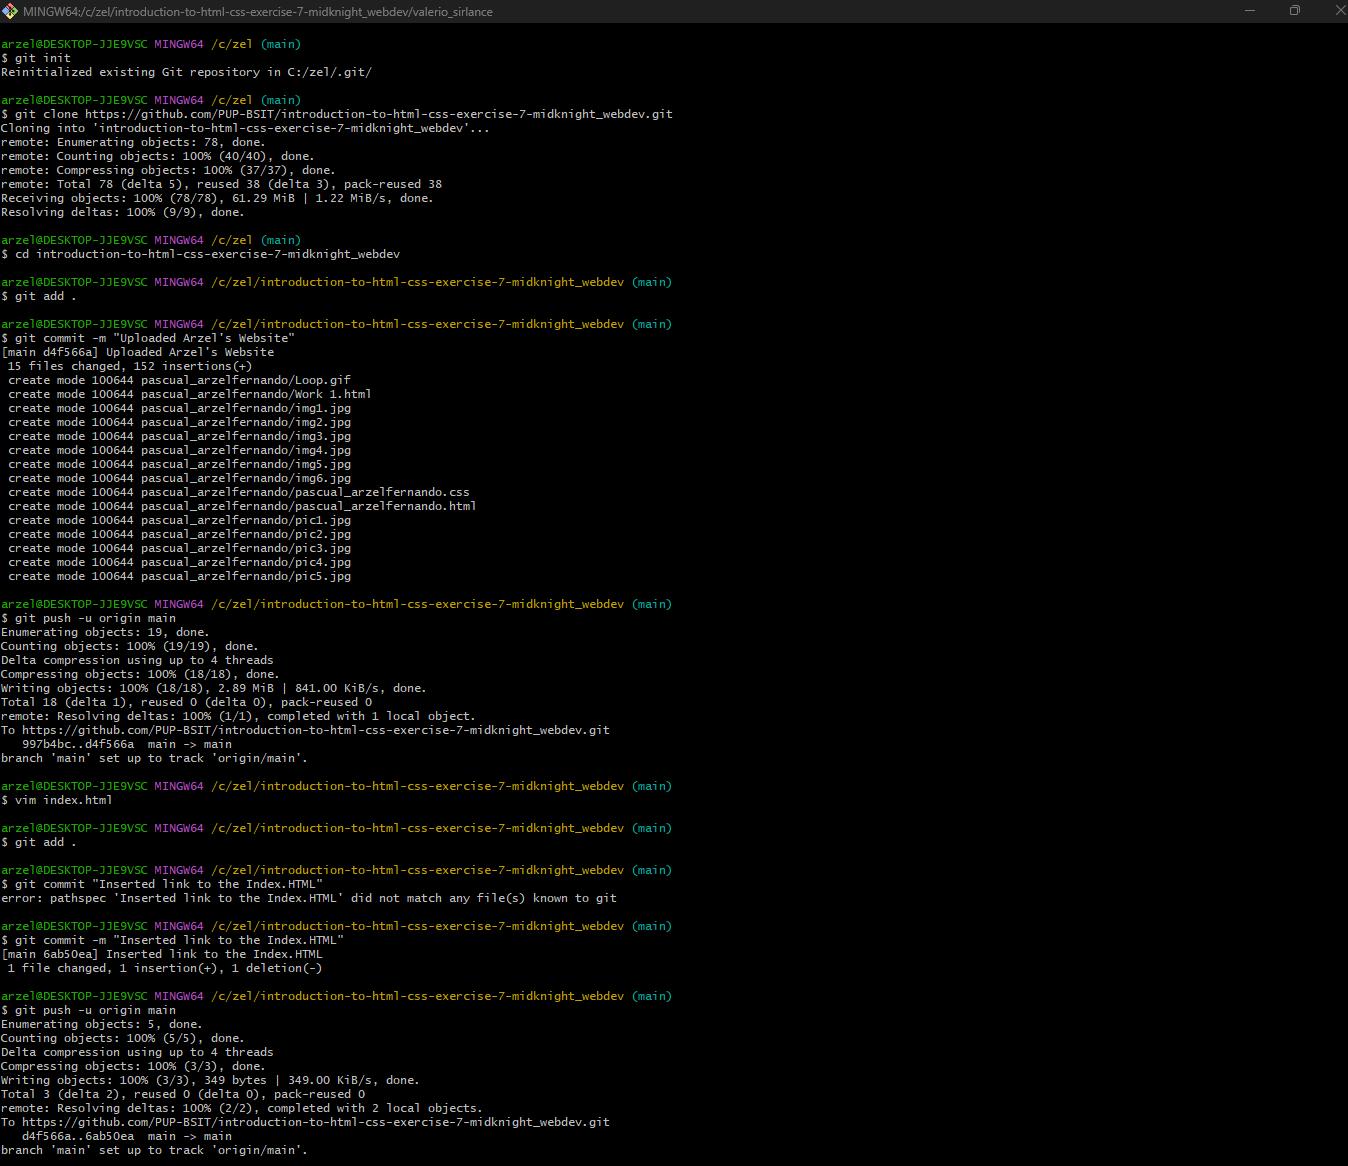 MINGW64:/c/zel/introduction-to-html-css-exercise-7-midknight_webdev/valerio_sirlance
arzel@DESKTOP-JJE9VSC MINGW64 /c/zel (main)
$ git init
Reinitialized existing Git repository in C:/zel/.git/
arzel@DESKTOP-JJE9VSC MINGW64 /c/zel (main)
$ git clone https://github.com/PUP-BSIT/introduction-to-html-css-exercise-7-midknight_webdev.git
Cloning into 'introduction-to-html-css-exercise-7-midknight_webdev'...
remote: Enumerating objects: 78, done.
remote: Counting objects: 100% (40/40), done.
remote: Compressing objects: 100% (37/37), done.
remote: Total 78 (delta 5), reused 38 (delta 3), pack-reused 38
Receiving objects: 100% (78/78), 61.29 MiB | 1.22 MiB/s, done.
Resolving deltas: 100% (9/9), done.
arzel@DESKTOP-JJE9VSC MINGW64 /c/zel (main)
$ cd introduction-to-html-css-exercise-7-midknight_webdev
arzel@DESKTOP-JJE9VSC MINGW64 /c/zel/introduction-to-html-css-exercise-7-midknight_webdev (main)
$ git add .
arzel@DESKTOP-JJE9VSC MINGW64 /c/zel/introduction-to-html-css-exercise-7-midknight_webdev (main)
$ git commit -m "Uploaded Arzel's Website"
[main d4f566a] Uploaded Arzel's Website
15 files changed, 152 insertions(+)
create mode 100644 pascual_arzelfernando/Loop.gif
create mode 100644 pascual_arzelfernando/Work 1.html
create mode 100644 pascual_arzelfernando/img1.jpg
create mode 100644 pascual_arzelfernando/img2.jpg
create mode 100644 pascual_arzelfernando/img3.jpg
create mode 100644 pascual_arzelfernando/img4.jpg
create mode 100644 pascual_arzelfernando/img5.jpg
create mode 100644 pascual_arzelfernando/img6.jpg
create mode 100644 pascual_arzelfernando/pascual_arzelfernando.css
create mode 100644 pascual_arzelfernando/pascual_arzelfernando.html
create mode 100644 pascual_arzelfernando/pic1.jpg
create mode 100644 pascual_arzelfernando/pic2.jpg
create mode 100644 pascual_arzelfernando/pic3.jpg
create mode 100644 pascual_arzelfernando/pic4.jpg
create mode 100644 pascual_arzelfernando/pic5.jpg
arzel@DESKTOP-JJE9VSC MINGW64 /c/zel/introduction-to-html-css-exercise-7-midknight_webdev (main)
$ git push -u origin main
Enumerating objects: 19, done.
Counting objects: 100% (19/19), done.
Delta compression using up to 4 threads
Compressing objects: 100% (18/18), done.
Writing objects: 100% (18/18), 2.89 MiB | 841.00 KiB/s, done.
Total 18 (delta 1), reused 0 (delta 0), pack-reused 0
remote: Resolving deltas: 100% (1/1), completed with 1 local object.
To https://github.com/PUP-BSIT/introduction-to-html-css-exercise-7-midknight_webdev.git
997b4bc..d4f566a  main -> main
branch 'main' set up to track 'origin/main'.
arzel@DESKTOP-JJE9VSC MINGW64 /c/zel/introduction-to-html-css-exercise-7-midknight_webdev (main)
$ vim index.html
arzel@DESKTOP-JJE9VSC MINGW64 /c/zel/introduction-to-html-css-exercise-7-midknight_webdev (main)
$ git add .
arzel@DESKTOP-JJE9VSC MINGW64 /c/zel/introduction-to-html-css-exercise-7-midknight_webdev (main)
$ git commit "Inserted link to the Index.HTML"
error: pathspec 'Inserted link to the Index.HTML' did not match any file(s) known to git
arzel@DESKTOP-JJE9VSC MINGW64 /c/zel/introduction-to-html-css-exercise-7-midknight_webdev (main)
$ git commit -m "Inserted link to the Index.HTML"
[main 6ab50ea] Inserted link to the Index.HTML
1 file changed, 1 insertion(+), 1 deletion(-)
arzel@DESKTOP-JJE9VSC MINGW64 /c/zel/introduction-to-html-css-exercise-7-midknight_webdev (main)
$ git push -u origin main
Enumerating objects: 5, done.
Counting objects: 100% (5/5), done.
Delta compression using up to 4 threads
Compressing objects: 100% (3/3), done.
Writing objects: 100% (3/3), 349 bytes | 349.00 KiB/s, done.
Total 3 (delta 2), reused 0 (delta 0), pack-reused 0
remote: Resolving deltas: 100% (2/2), completed with 2 local objects.
To https://github.com/PUP-BSIT/introduction-to-html-css-exercise-7-midknight_webdev.git
d4f566a..6ab50ea  main -> main
branch 'main' set up to track 'origin/main'.